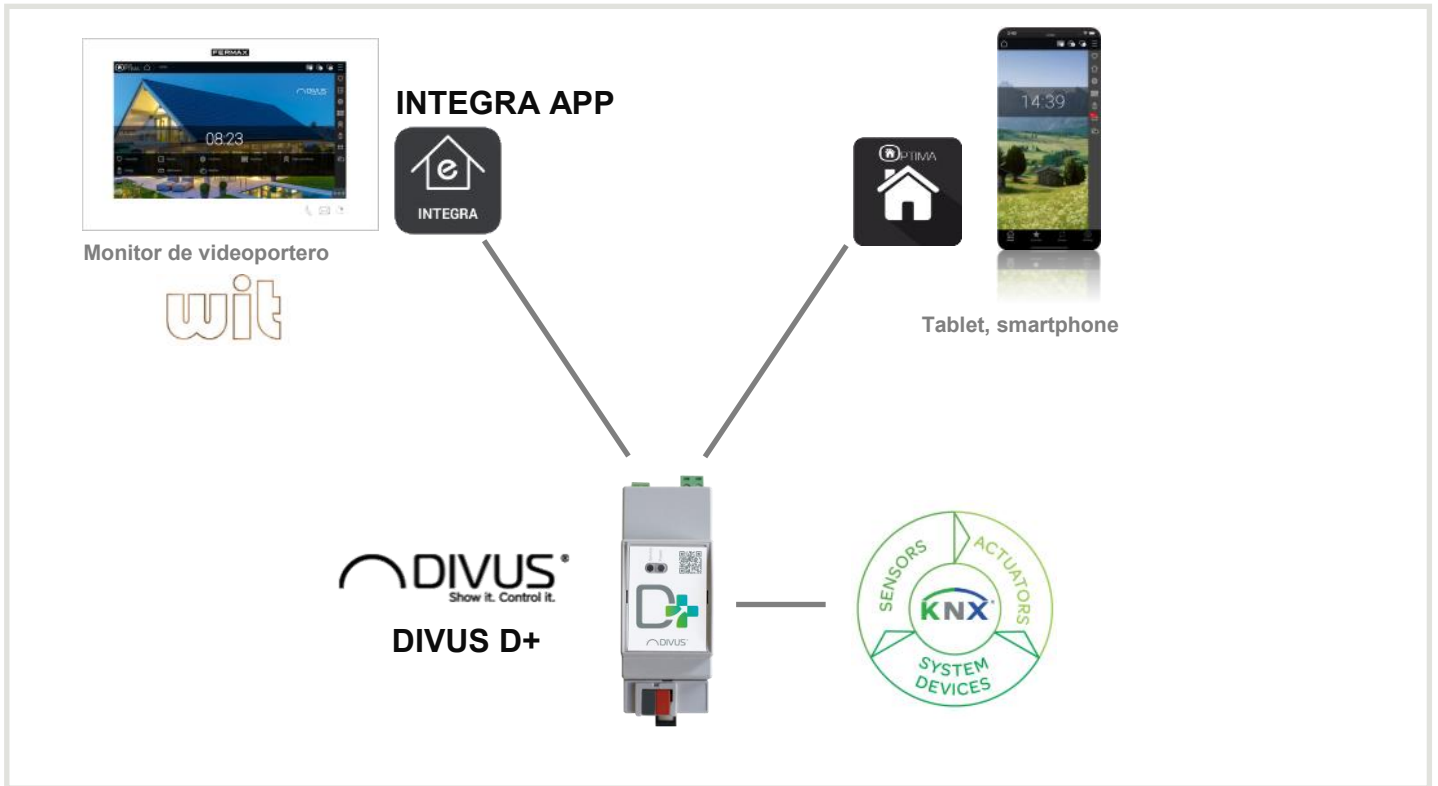 FERMAX
DIVUS
08:23
INTEGRA APP
e
INTEGRA
Monitor de videoportero
wit
OPTIMA
14:39
Tablet, smartphone
DIVUS®
Show it. Control it.
DIVUS D+
D+
DIVUS
SENSORS
ACTUATORS
KNX
SYSTEM
DEVICES